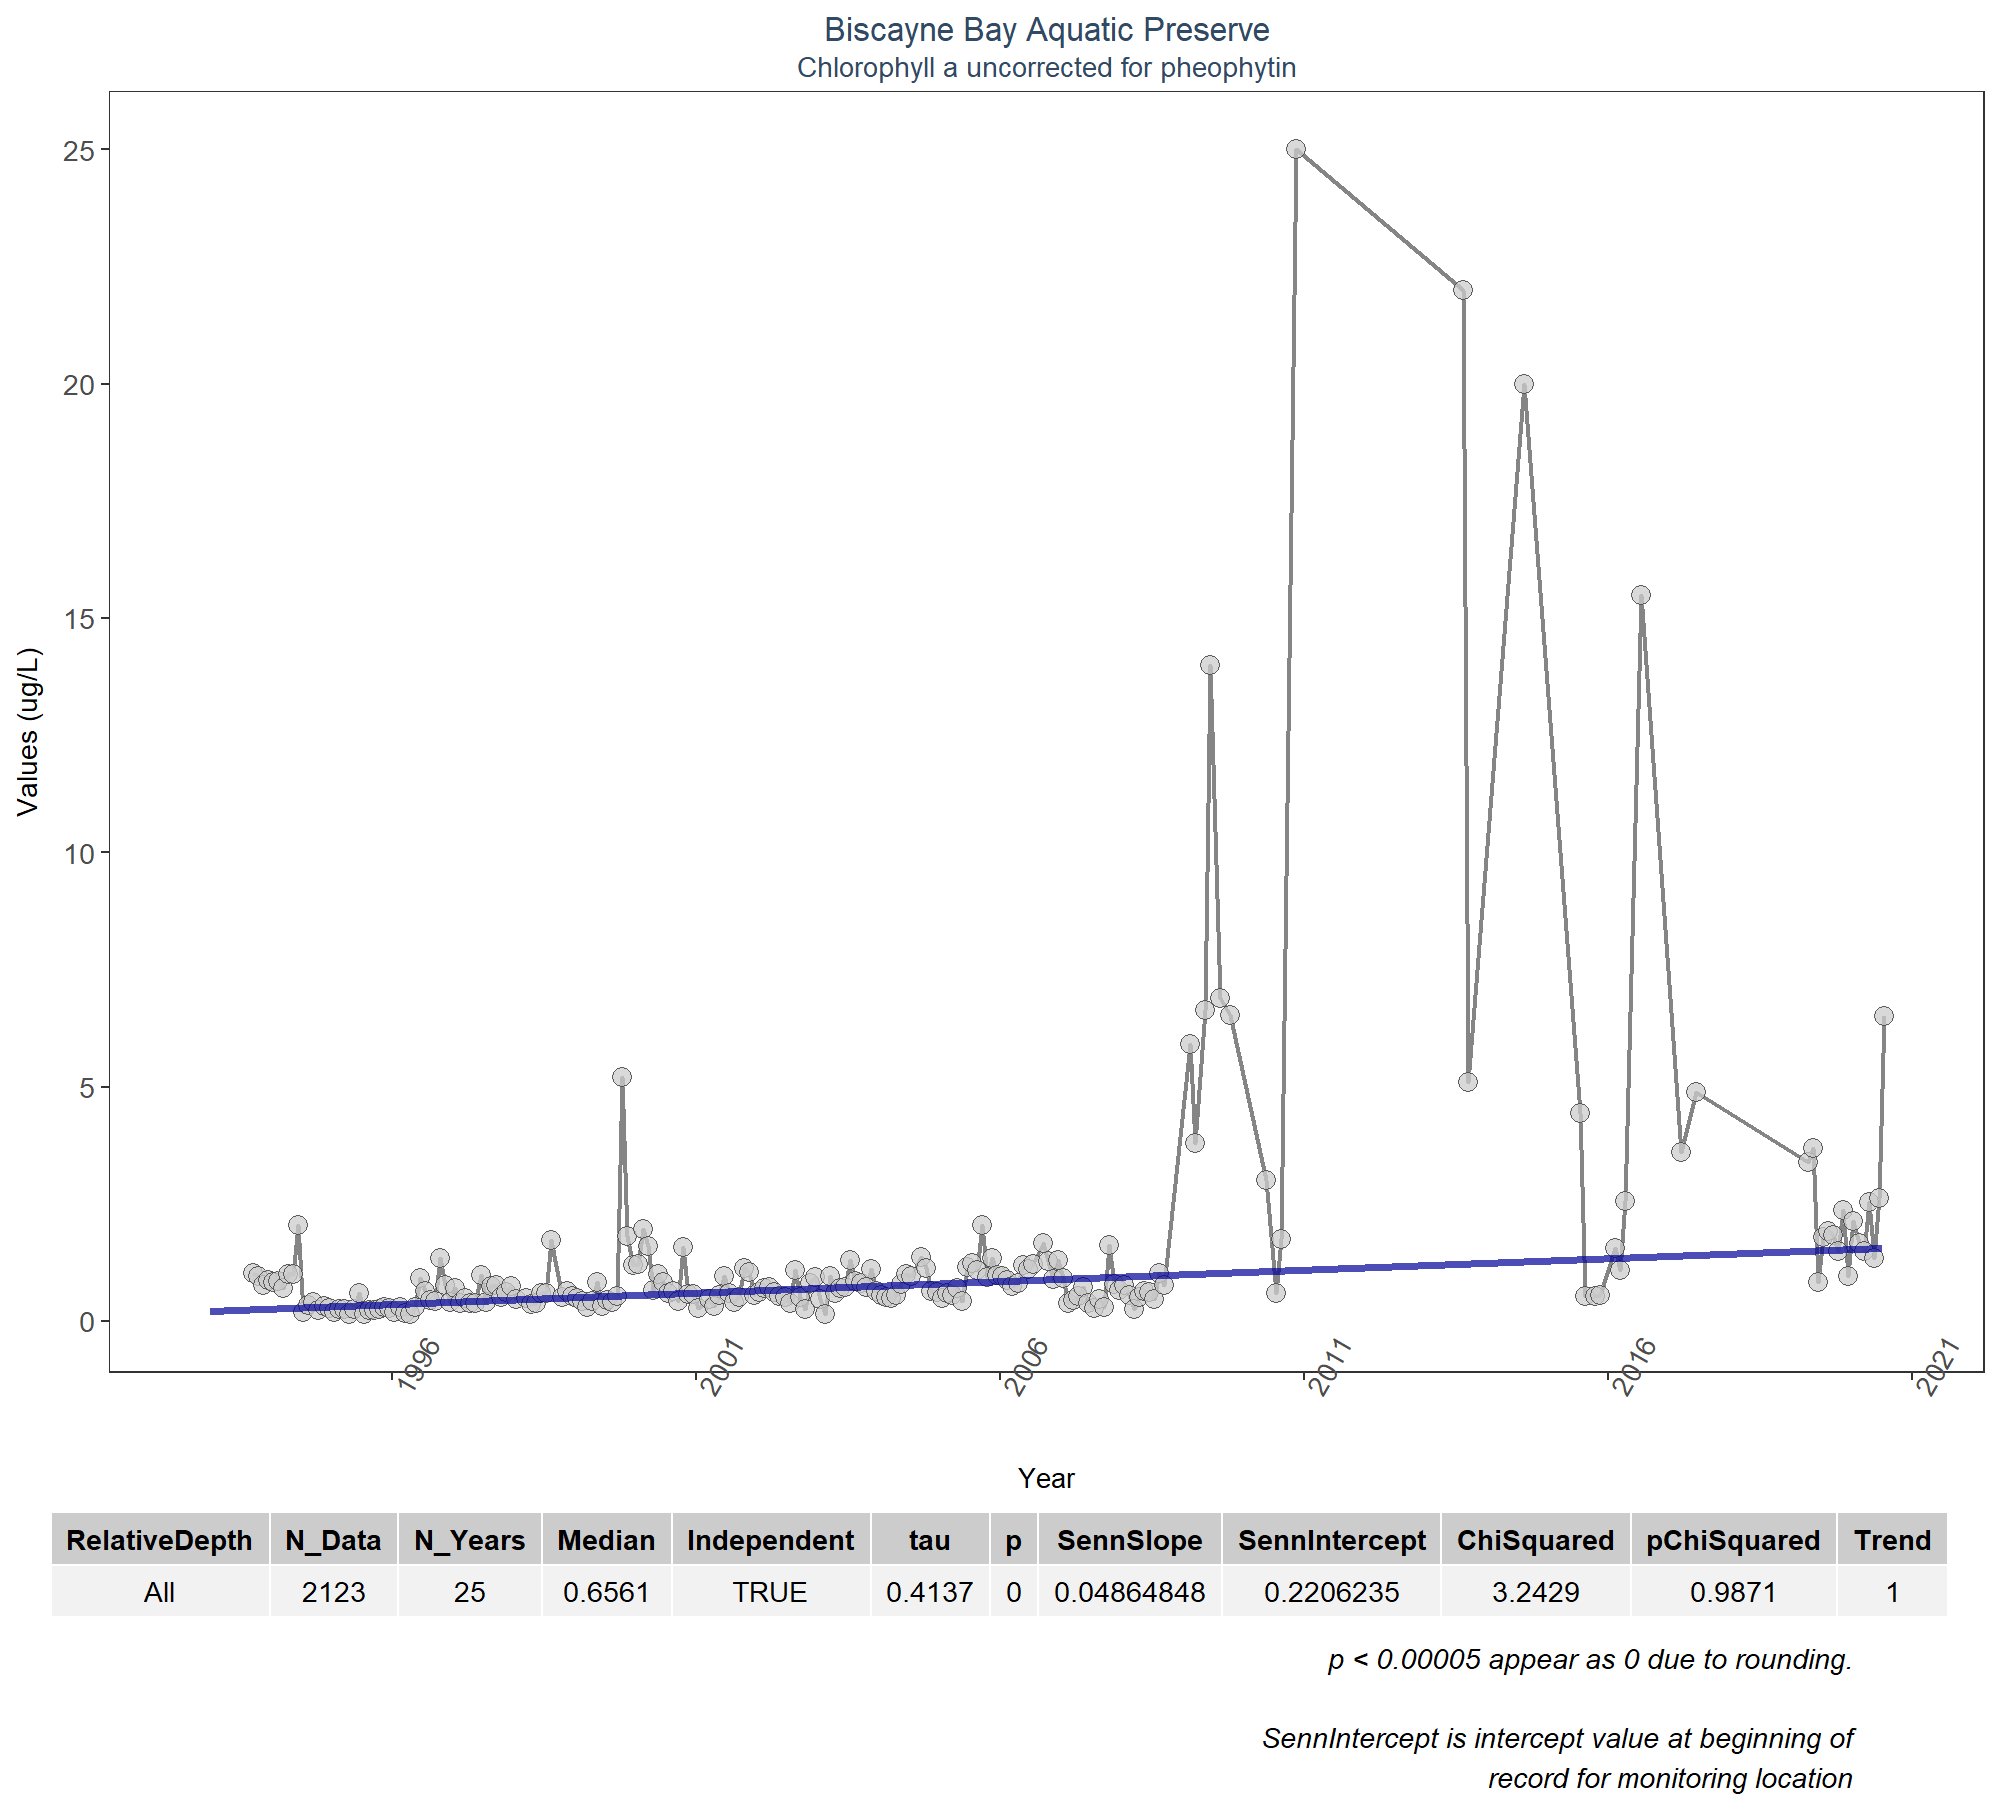 Biscayne Bay Aquatic Preserve
Chlorophyll a uncorrected for pheophytin
25
20
15
10
5
0
Values (ug/L)
1996 2001 2006 2011 2016 2021
Year
RelativeDepth N_Data N_Years Median Independent tau p SennSlope SennIntercept ChiSquared pChiSquared Trend
All 2123 25 0.6561 TRUE 0.4137 0 0.04864848 0.2206235 3.2429 0.9871 1
p < 0.00005 appear as 0 due to rounding.
SennIntercept is intercept value at beginning of
record for monitoring location